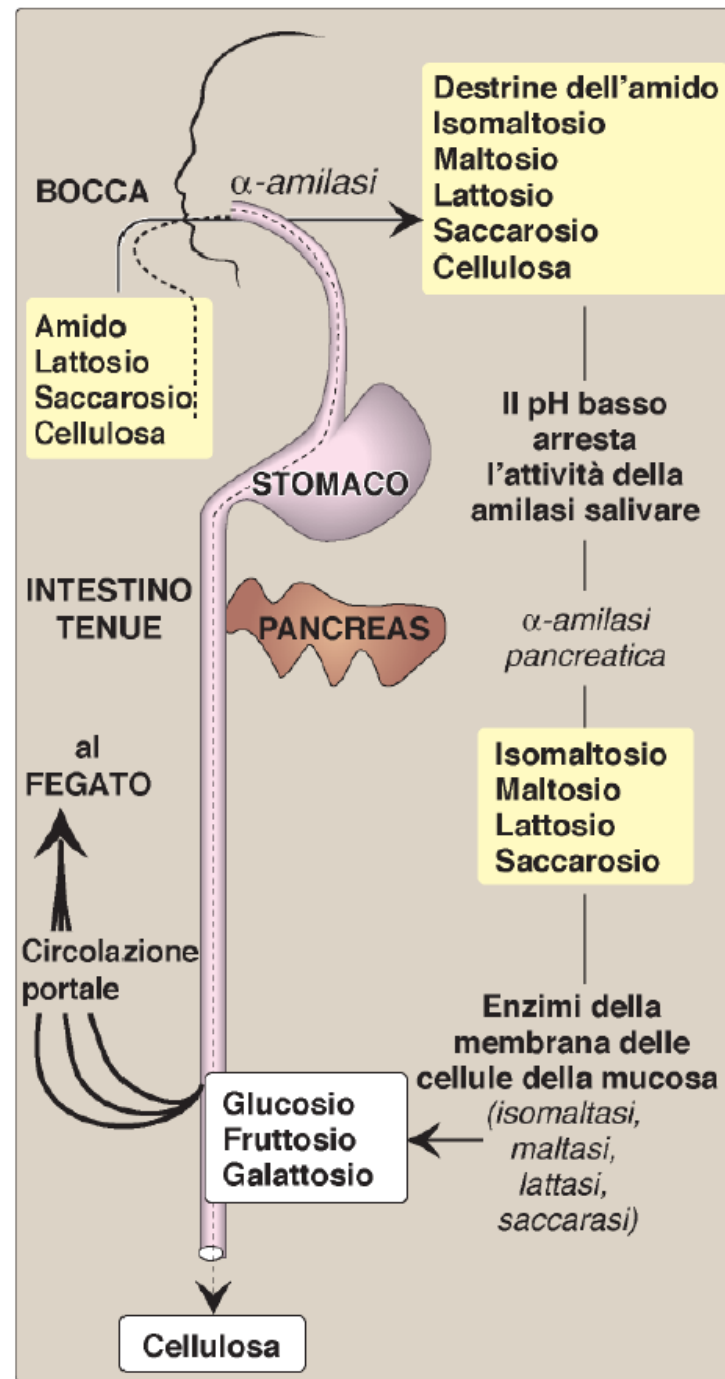 BOCCA
α-amilasi
Destrine dell'amido
Isomaltosio
Maltosio
Lattosio
Saccarosio
Cellulosa
Amido
Lattosio
Saccarosio
Cellulosa
Il pH basso
arresta
l'attività della
amilasi salivare
STOMACO
INTESTINO
TENUE
PANCREAS
α-amilasi
pancreatica
Isomaltosio
Maltosio
Lattosio
Saccarosio
al
FEGATO
Circolazione
portale
Enzimi della
membrana delle
cellule della mucosa
(isomaltasi,
maltasi,
lattasi,
saccarasi)
Glucosio
Fruttosio
Galattosio
Cellulosa